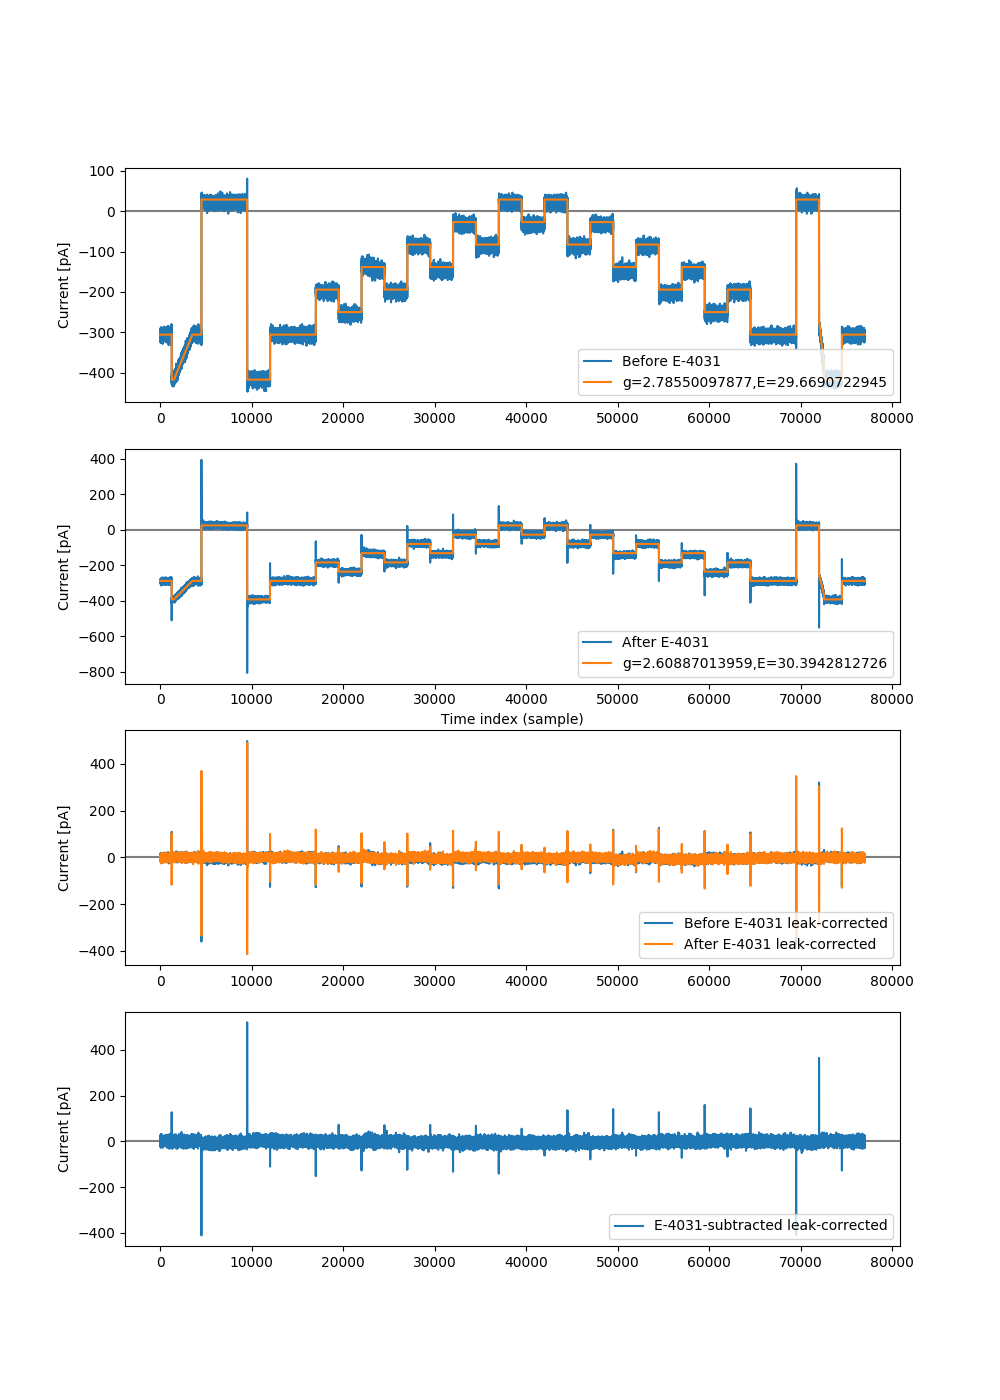 100
0
−100
−200
−300
−400
Current [pA]
Before E-4031
g=2.78550097877,E=29.6690722945
0 10000 20000 30000 40000 50000 60000 70000 80000
400
200
0
−200
−400
−600
−800
Current [pA]
After E-4031
g=2.60887013959,E=30.3942812726
0 10000 20000 30000 40000 50000 60000 70000 80000
Time index (sample)
400
200
0
−200
−400
Current [pA]
Before E-4031 leak-corrected
After E-4031 leak-corrected
0 10000 20000 30000 40000 50000 60000 70000 80000
400
200
0
−200
−400
Current [pA]
E-4031-subtracted leak-corrected
0 10000 20000 30000 40000 50000 60000 70000 80000